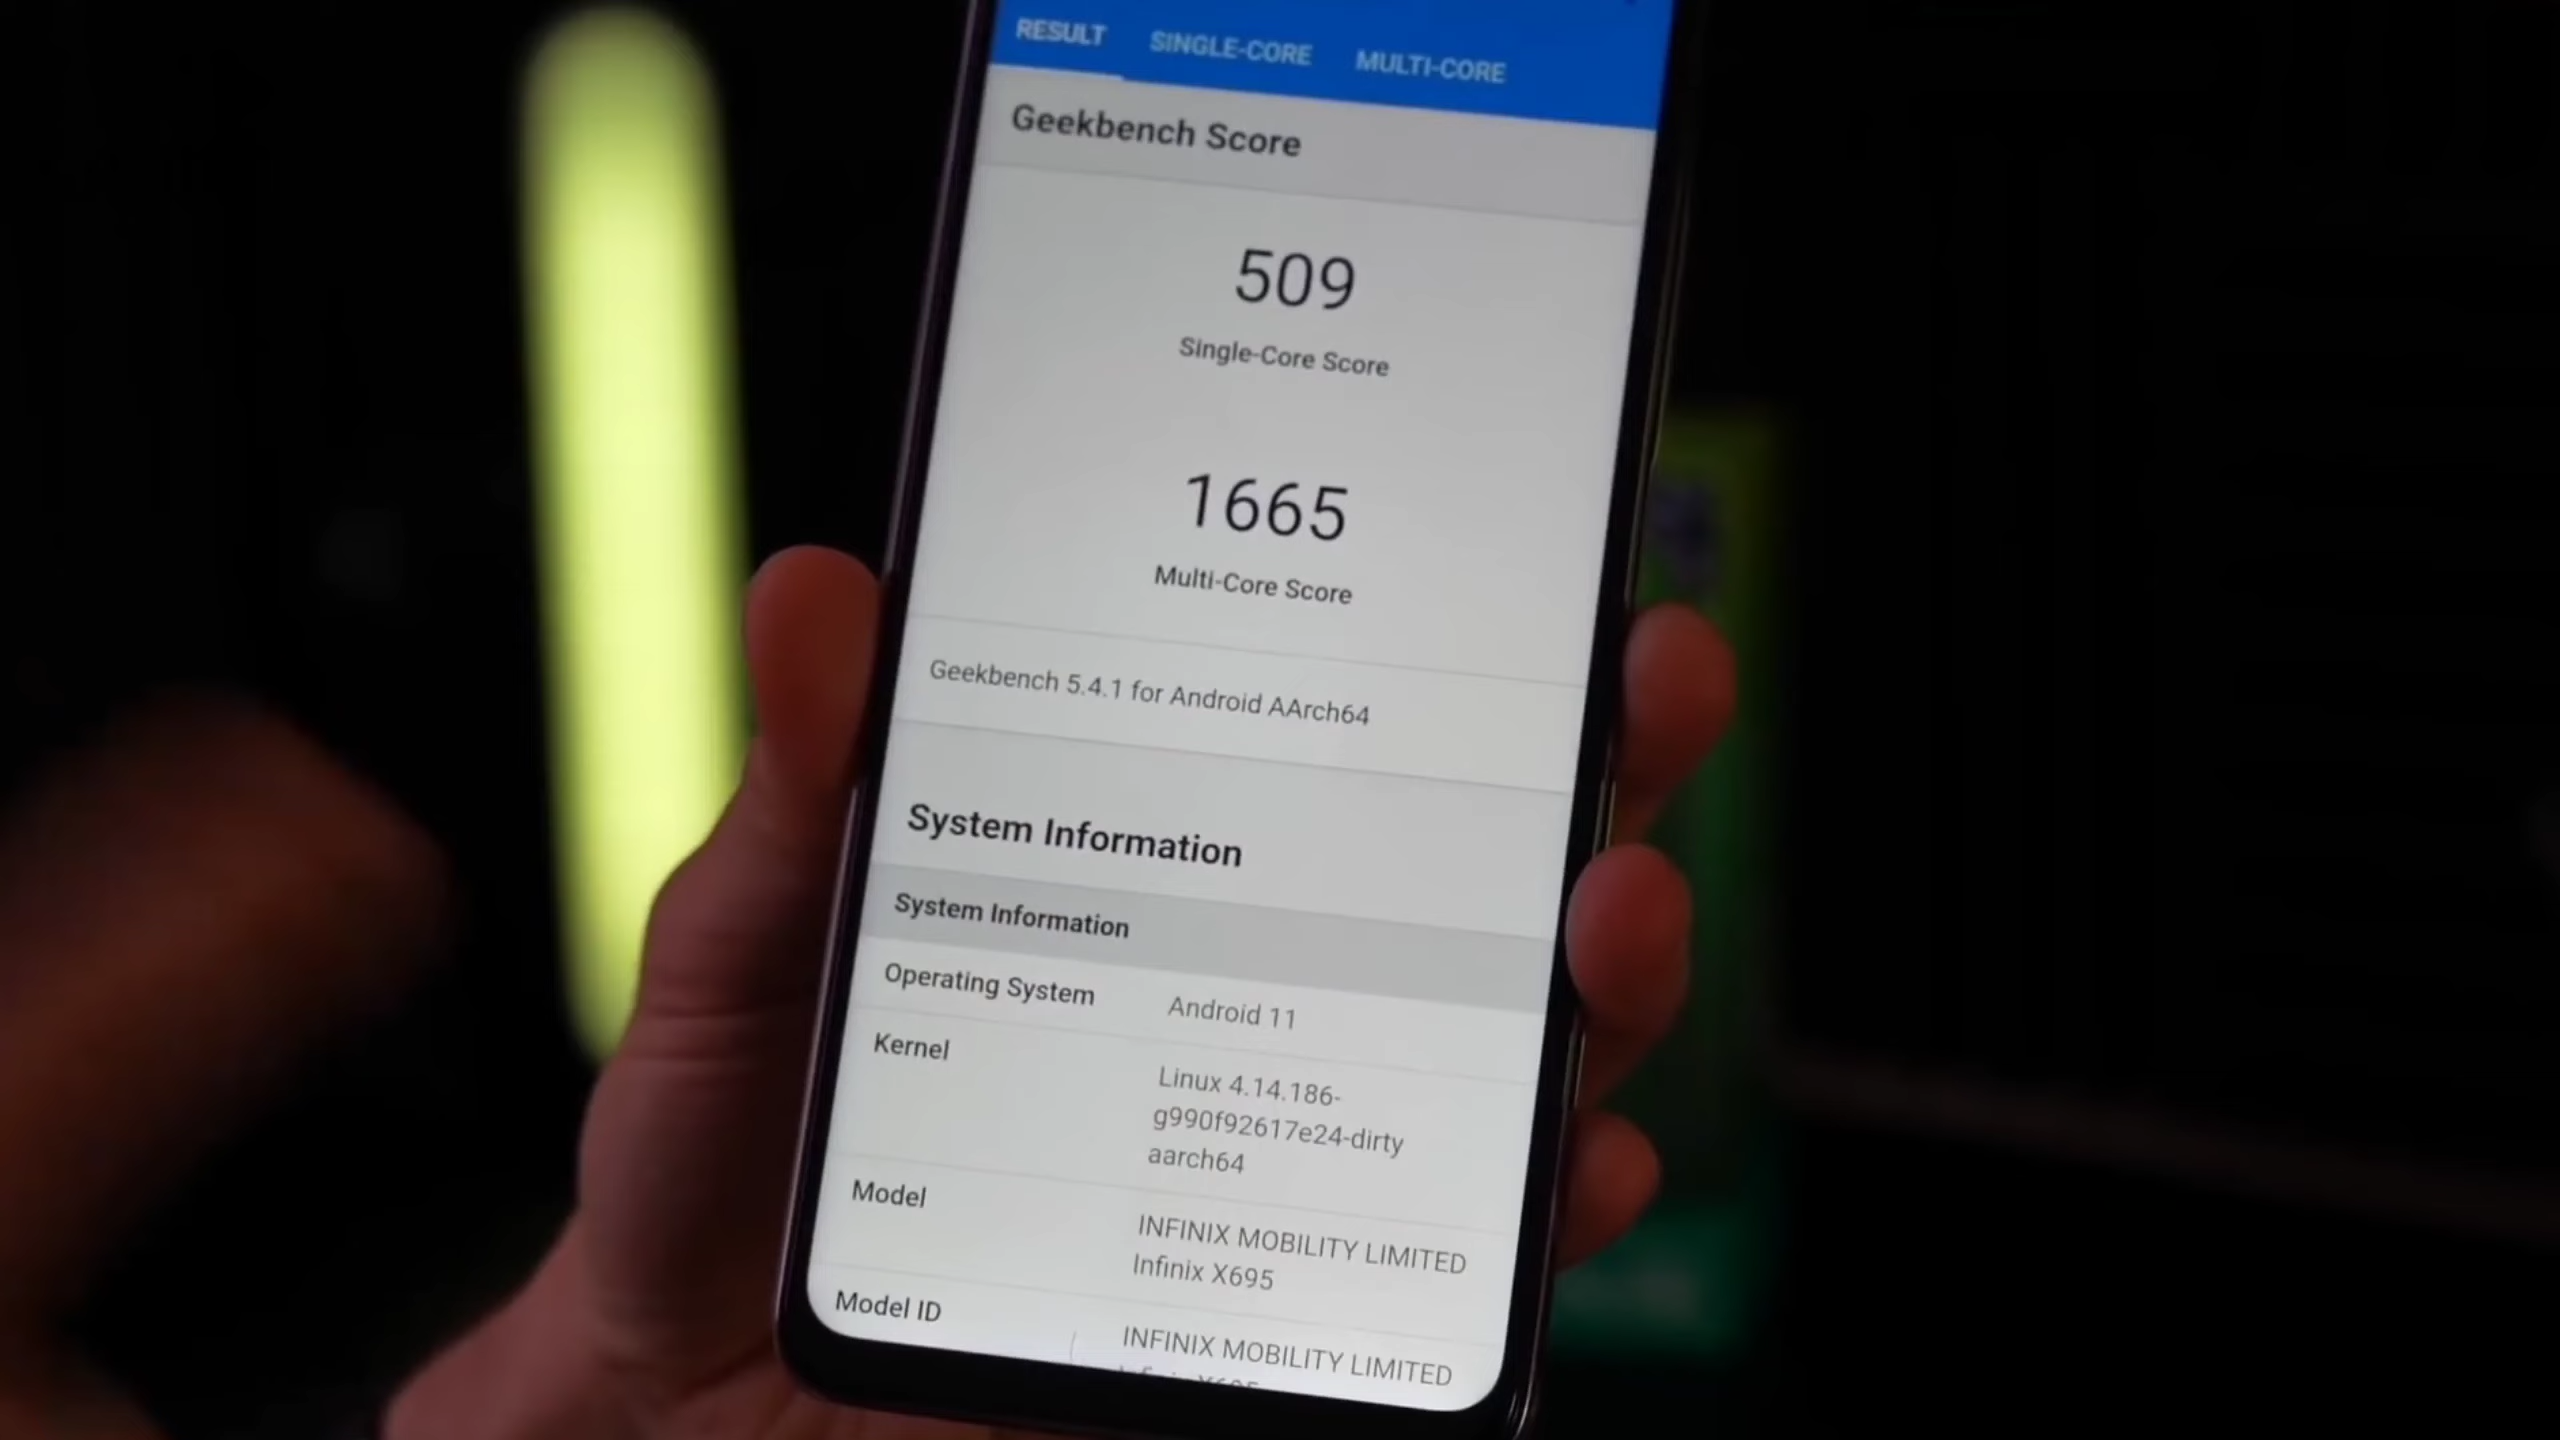 RESULT SINGLE-CORE MULTI-CORE
Geekbench Score
509
Single-Core Score
1665
Multi-Core Score
Geekbench 5.4.1 for Android AArch64
System Information
System Information
Operating System Android 11
Kernel Linux 4.14.186-
g990f92617e24-dirty
aarch64
Model INFINIX MOBILITY LIMITED
Infinix X695
Model ID INFINIX MOBILITY LIMITED